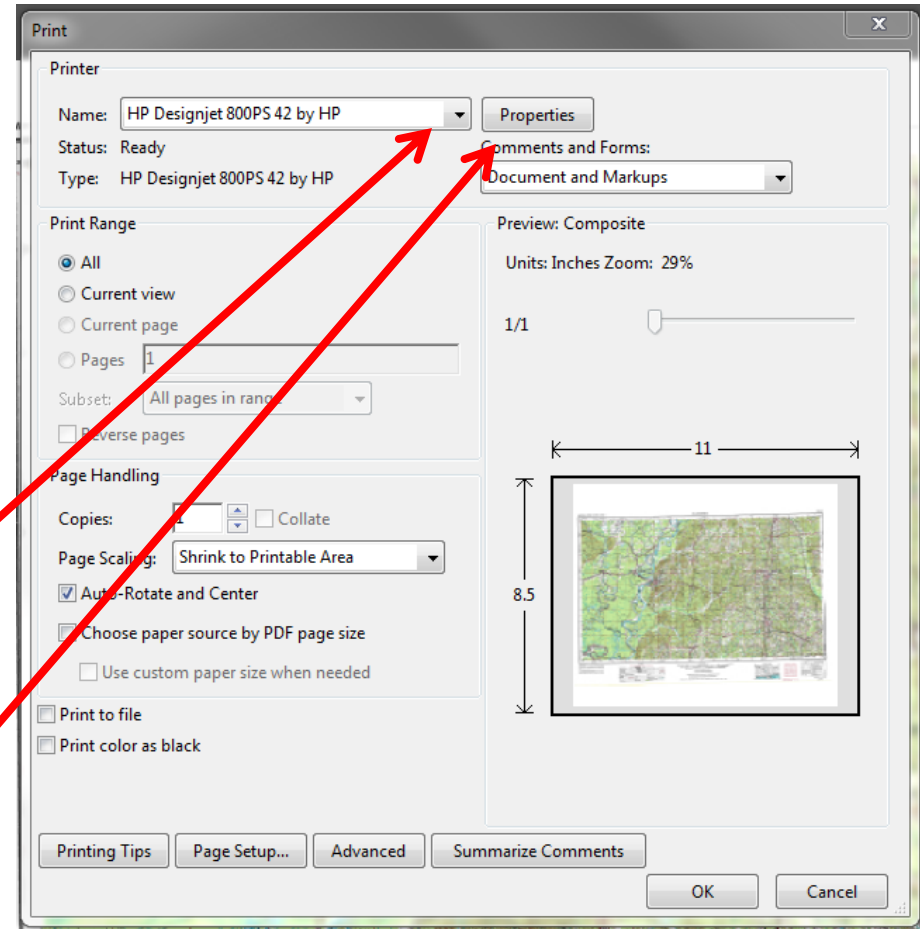 Print
Printer
Name: HP Designjet 800PS 42 by HP Properties
Status: Ready Comments and Forms:
Type: HP Designjet 800PS 42 by HP Document and Markups
Print Range
All
Current view
Current page
Pages 1
Subset: All pages in range
Reverse pages
Page Handling
Copies: 1 Collate
Page Scaling: Shrink to Printable Area
Auto-Rotate and Center
Choose paper source by PDF page size
Use custom paper size when needed
Print to file
Print color as black
Preview: Composite
Units: Inches Zoom: 29%
1/1
11
8.5
Printing Tips Page Setup... Advanced Summarize Comments
OK Cancel